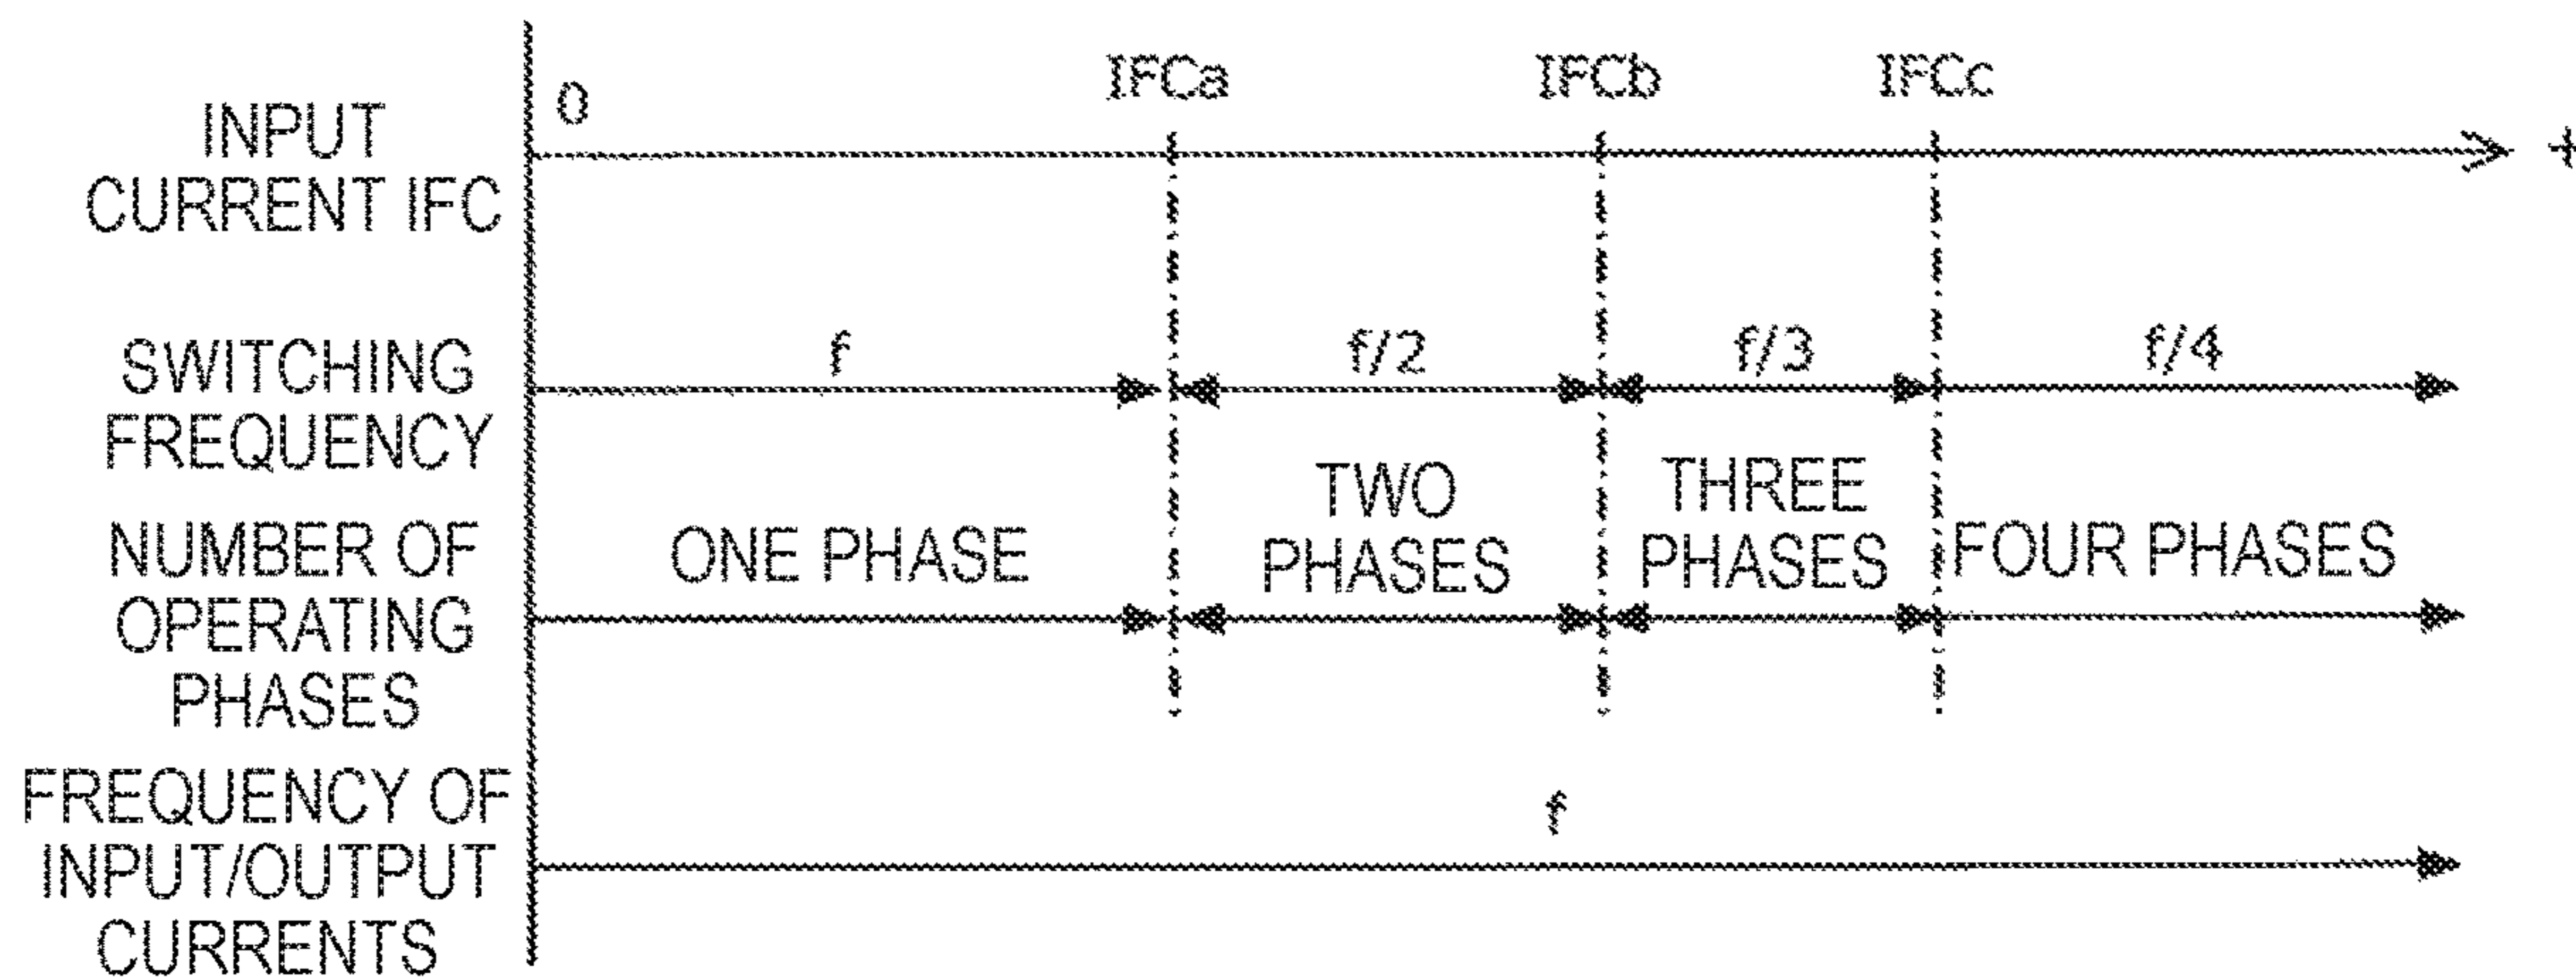 IFCa IFCb IFCc
0
INPUT
CURRENT IFC
+
f f/2 f/3 f/4
SWITCHING
FREQUENCY
NUMBER OF
OPERATING
PHASES
ONE PHASE
TWO
PHASES
THREE
PHASES
FOUR PHASES
FREQUENCY OF
INPUT/OUTPUT
CURRENTS
f